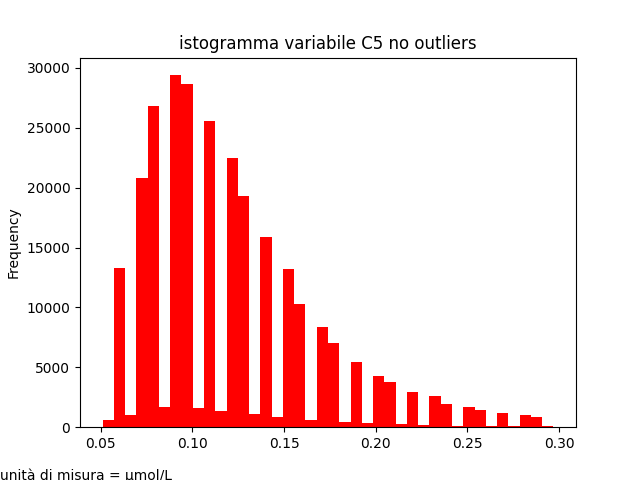 istogramma variabile C5 no outliers
30000
25000
20000
15000
10000
5000
0
Frequency
0.05 0.10 0.15 0.20 0.25 0.30
unità di misura = μmol/L